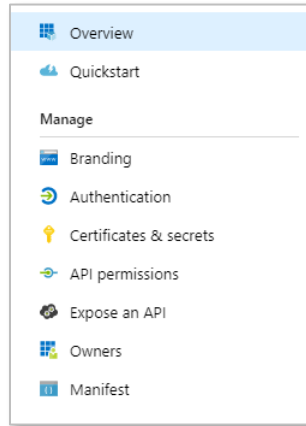 Overview
Quickstart
Manage
Branding
Authentication
Certificates & secrets
API permissions
Expose an API
Owners
Manifest